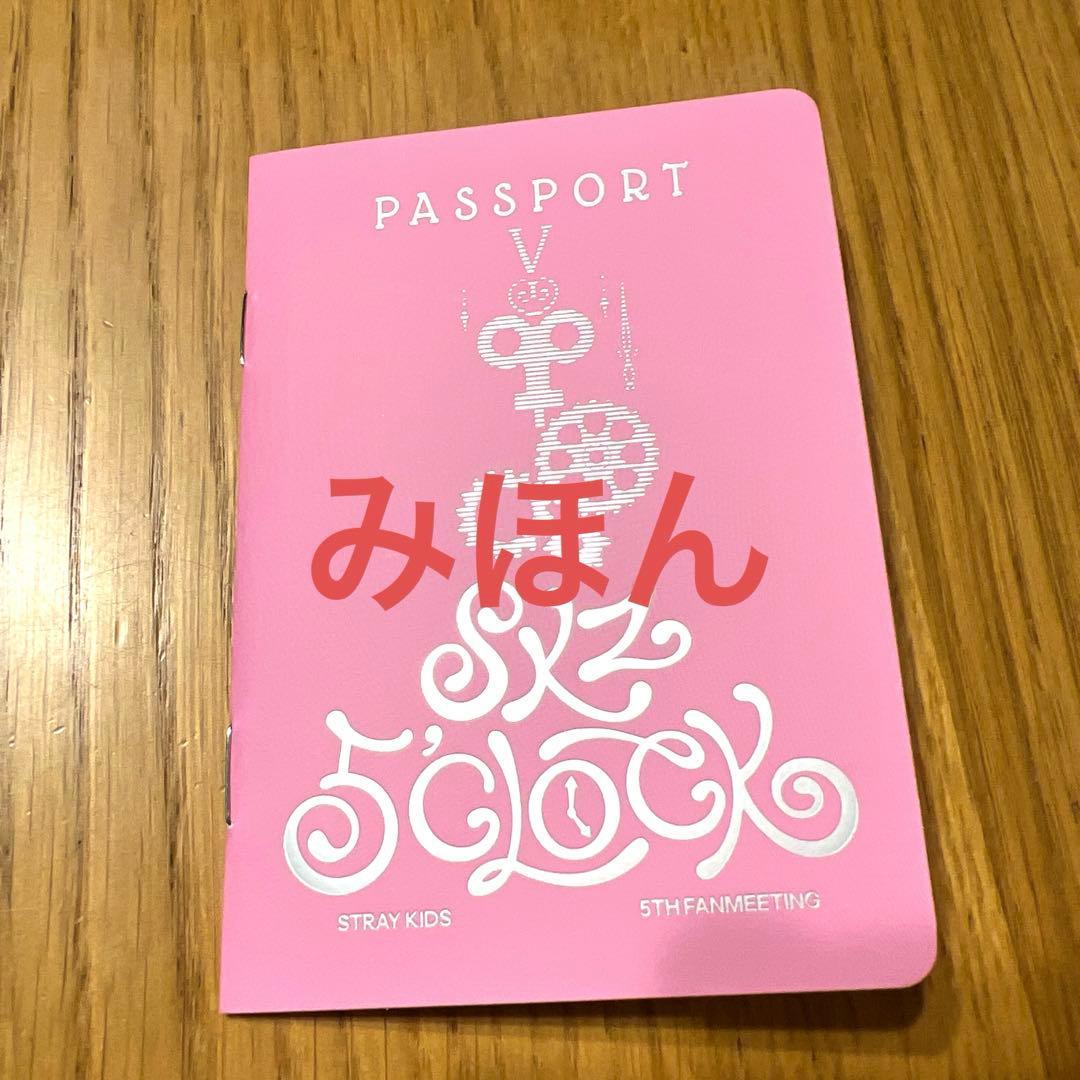 PASSPORT
みほん
SKZ
5'CLOCK
STRAY KIDS
5TH FANMEETING